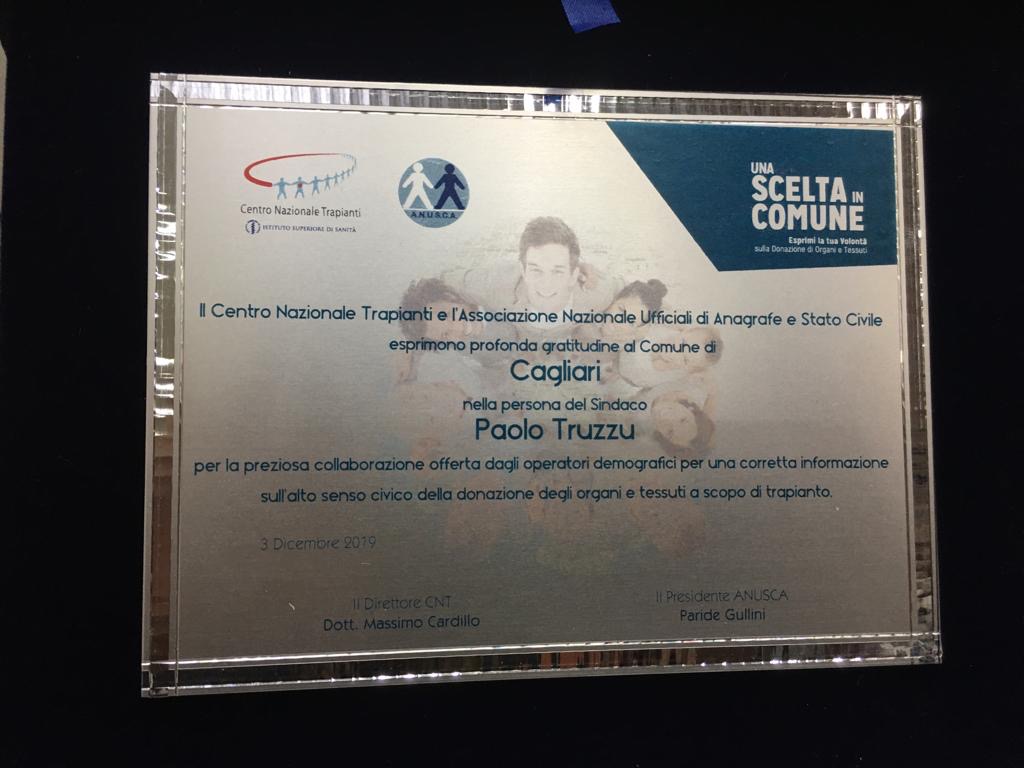 Centro Nazionale Trapianti
ISTITUTO SUPERIORE DI SANITÀ
A.N.U.S.C.A.
UNA
SCELTA IN
COMUNE
Esprimi la tua Volontà
sulla Donazione di Organi e Tessuti
Il Centro Nazionale Trapianti e l'Associazione Nazionale Ufficiali di Anagrafe e Stato Civile
esprimono profonda gratitudine al Comune di
Cagliari
nella persona del Sindaco
Paolo Truzzu
per la preziosa collaborazione offerta dagli operatori demografici per una corretta informazione
sull'alto senso civico della donazione degli organi e tessuti a scopo di trapianto.
3 Dicembre 2019
Il Direttore CNT
Dott. Massimo Cardillo
Il Presidente ANUSCA
Paride Gullini